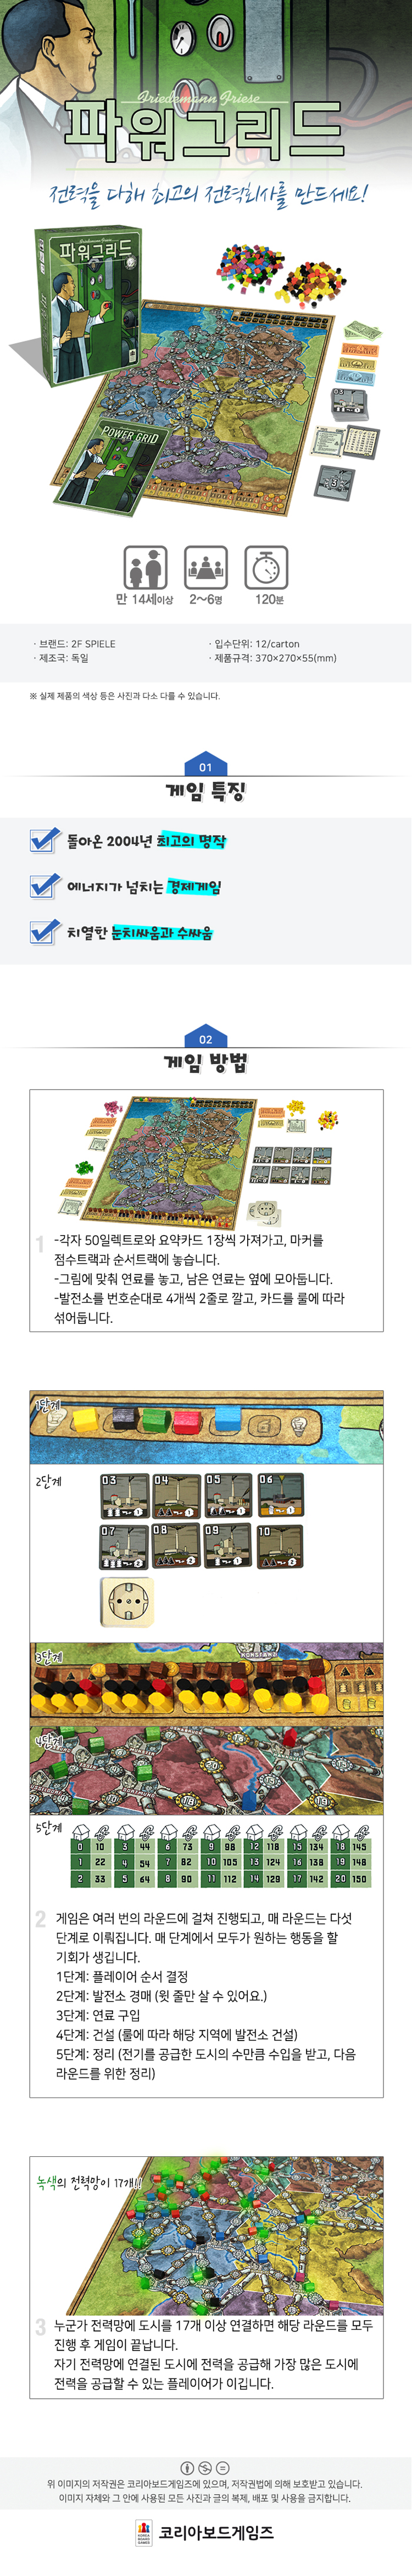 Friedemann Friese
파워그리드
전력을 다해 최고의 전력회사를 만드세요!
Friedemann Friese
파워그리드
POWER GRID
만 14세이상
2~6명
120분
· 브랜드: 2F SPIELE
· 입수단위: 12/carton
· 제조국: 독일
· 제품규격: 370×270×55(mm)
※ 실제 제품의 색상 등은 사진과 다소 다를 수 있습니다.
01
게임 특징
돌아온 2004년 최고의 명작
에너지가 넘치는 경제게임
치열한 눈치싸움과 수싸움
02
게임 방법
1
-각자 50일렉트로와 요약카드 1장씩 가져가고, 마커를
점수트랙과 순서트랙에 놓습니다.
-그림에 맞춰 연료를 놓고, 남은 연료는 옆에 모아둡니다.
-발전소를 번호순대로 4개씩 2줄로 깔고, 카드를 룰에 따라
섞어둡니다.
1단계
2단계
03 04 05 06
07 08 09 10
3단계
KONSTANZ
4단계
5단계
0 10 3 44 6 73 9 98 12 118 15 134 18 145
1 22 4 54 7 82 10 105 13 124 16 138 19 148
2 33 5 64 8 90 11 112 14 129 17 142 20 150
2
게임은 여러 번의 라운드에 걸쳐 진행되고, 매 라운드는 다섯
단계로 이뤄집니다. 매 단계에서 모두가 원하는 행동을 할
기회가 생깁니다.
1단계: 플레이어 순서 결정
2단계: 발전소 경매 (윗 줄만 살 수 있어요.)
3단계: 연료 구입
4단계: 건설 (룰에 따라 해당 지역에 발전소 건설)
5단계: 정리 (전기를 공급한 도시의 수만큼 수입을 받고, 다음
라운드를 위한 정리)
녹색의 전력망이 17개!!
3
누군가 전력망에 도시를 17개 이상 연결하면 해당 라운드를 모두
진행 후 게임이 끝납니다.
자기 전력망에 연결된 도시에 전력을 공급해 가장 많은 도시에
전력을 공급할 수 있는 플레이어가 이깁니다.
위 이미지의 저작권은 코리아보드게임즈에 있으며, 저작권법에 의해 보호받고 있습니다.
이미지 자체와 그 안에 사용된 모든 사진과 글의 복제, 배포 및 사용을 금지합니다.
KOREA BOARD GAMES
코리아보드게임즈